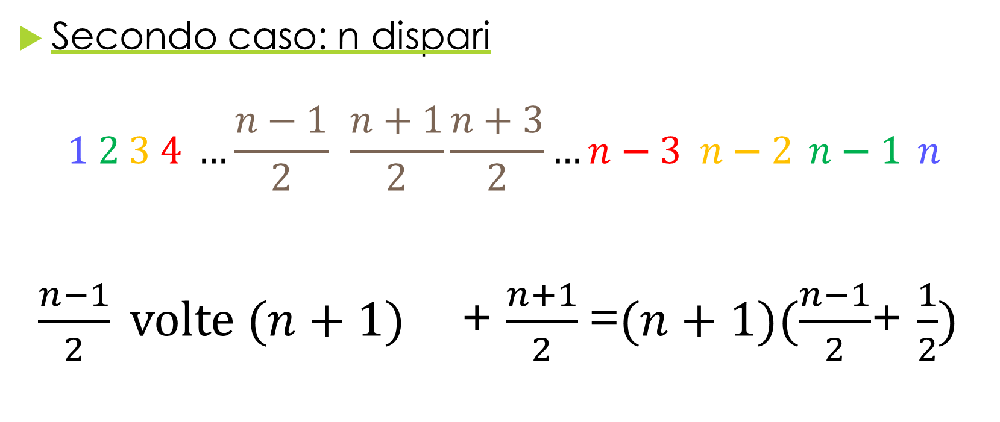 Secondo caso: n dispari
1 2 3 4 … (n − 1)/2 (n + 1)/2 (n + 3)/2 … n − 3 n − 2 n − 1 n
(n−1)/2 volte (n + 1) + (n+1)/2 =(n + 1)((n−1)/2 + 1/2)